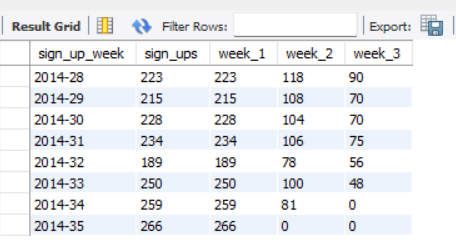 Result Grid Filter Rows: Export:
sign_up_week sign_ups week_1 week_2 week_3
2014-28 223 223 118 90
2014-29 215 215 108 70
2014-30 228 228 104 70
2014-31 234 234 106 75
2014-32 189 189 78 56
2014-33 250 250 100 48
2014-34 259 259 81 0
2014-35 266 266 0 0